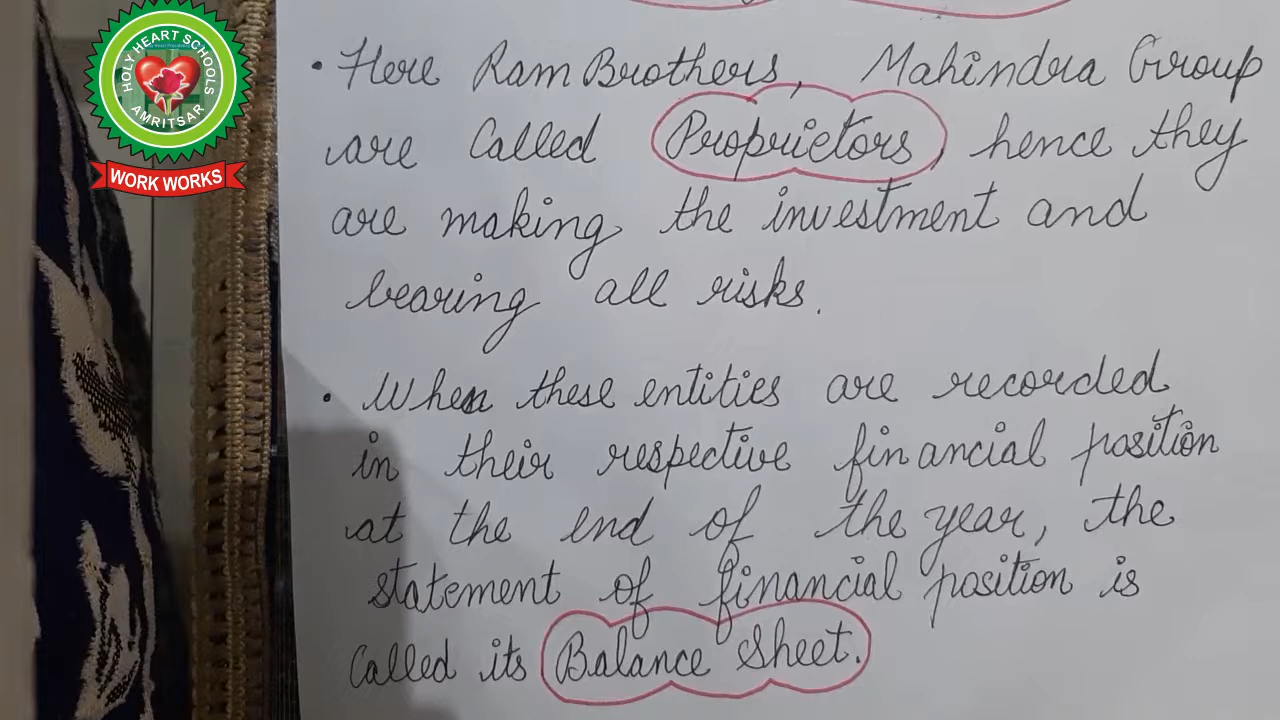 HOLY HEART SCHOOLS
AMRITSAR
WORK WORKS
• Here Ram Brothers, Mahindra Group
are Called Proprietors, hence they
are making the investment and
bearing all risks.
• When these entities are recorded
in their respective financial position
at the end of the year, the
statement of financial position is
Called its Balance Sheet.